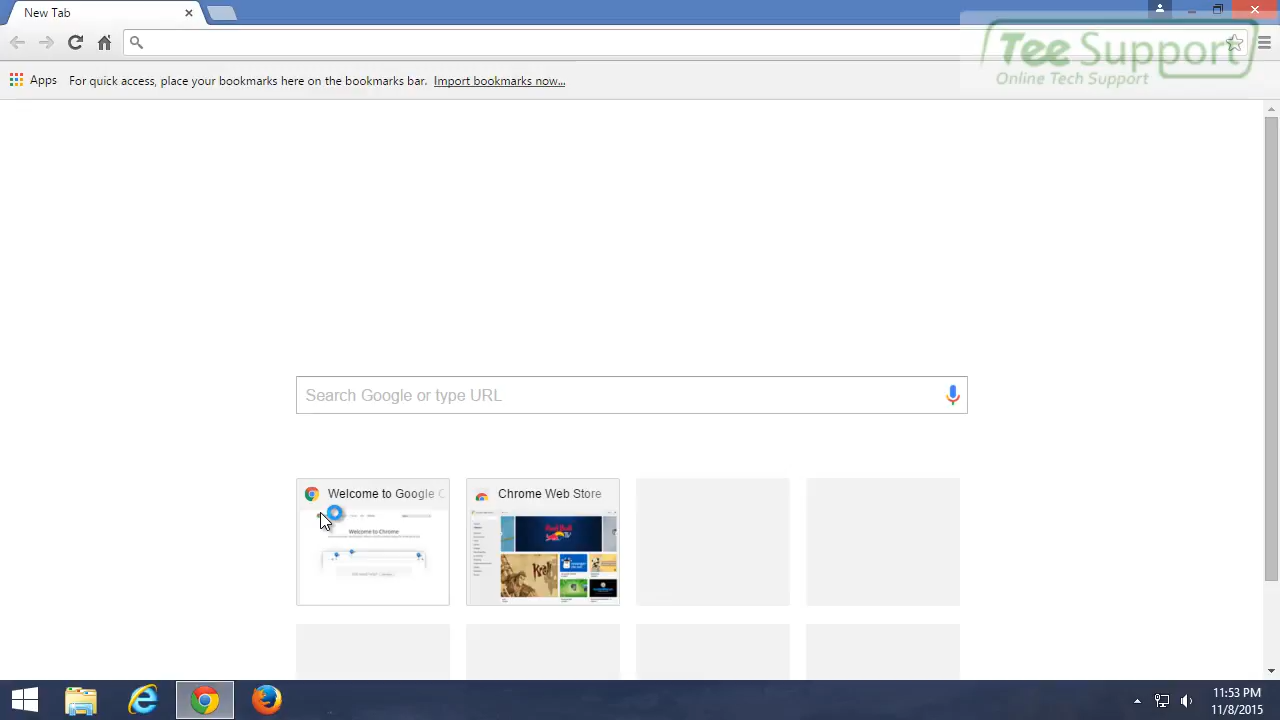 New Tab
Tee Support
Online Tech Support
Apps
For quick access, place your bookmarks here on the bookmarks bar. Import bookmarks now...
Search Google or type URL
Welcome to Google
Chrome Web Store
Welcome to Chrome
11:53 PM
11/8/2015